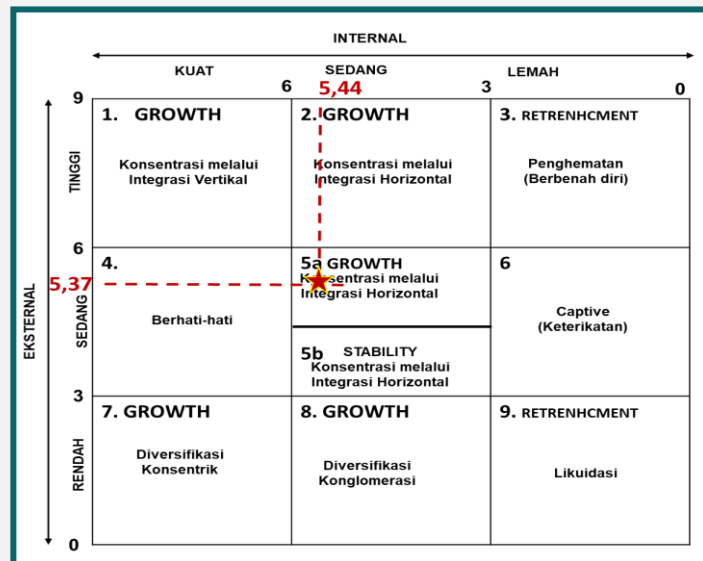 INTERNAL
KUAT SEDANG LEMAH
6 5,44 3 0
9
1. GROWTH
Konsentrasi melalui
Integrasi Vertikal
2. GROWTH
Konsentrasi melalui
Integrasi Horizontal
3. RETRENHCMENT
Penghematan
(Berbenah diri)
TINGGI
6
EKSTERNAL
5,37
SEDANG
4.
Berhati-hati
5a GROWTH
Konsentrasi melalui
Integrasi Horizontal
5b STABILITY
Konsentrasi melalui
Integrasi Horizontal
6
Captive
(Keterikatan)
3
RENDAH
7. GROWTH
Diversifikasi
Konsentrik
8. GROWTH
Diversifikasi
Konglomerasi
9. RETRENHCMENT
Likuidasi
0